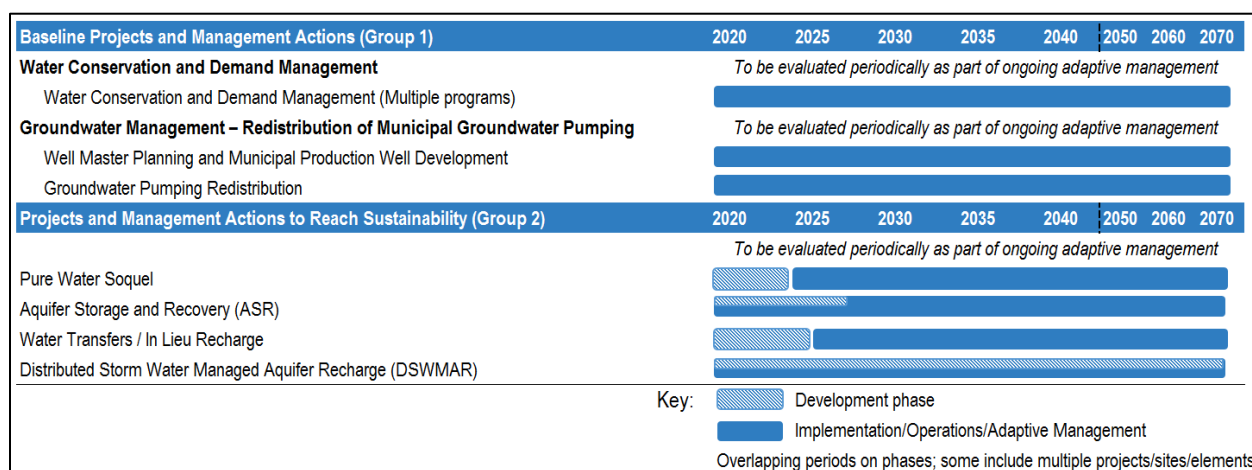 Baseline Projects and Management Actions (Group 1) 2020 2025 2030 2035 2040 2050 2060 2070
Water Conservation and Demand Management To be evaluated periodically as part of ongoing adaptive management
Water Conservation and Demand Management (Multiple programs)
Groundwater Management – Redistribution of Municipal Groundwater Pumping To be evaluated periodically as part of ongoing adaptive management
Well Master Planning and Municipal Production Well Development
Groundwater Pumping Redistribution
Projects and Management Actions to Reach Sustainability (Group 2) 2020 2025 2030 2035 2040 2050 2060 2070
To be evaluated periodically as part of ongoing adaptive management
Pure Water Soquel
Aquifer Storage and Recovery (ASR)
Water Transfers / In Lieu Recharge
Distributed Storm Water Managed Aquifer Recharge (DSWMAR)
Key: Development phase
Implementation/Operations/Adaptive Management
Overlapping periods on phases; some include multiple projects/sites/elements